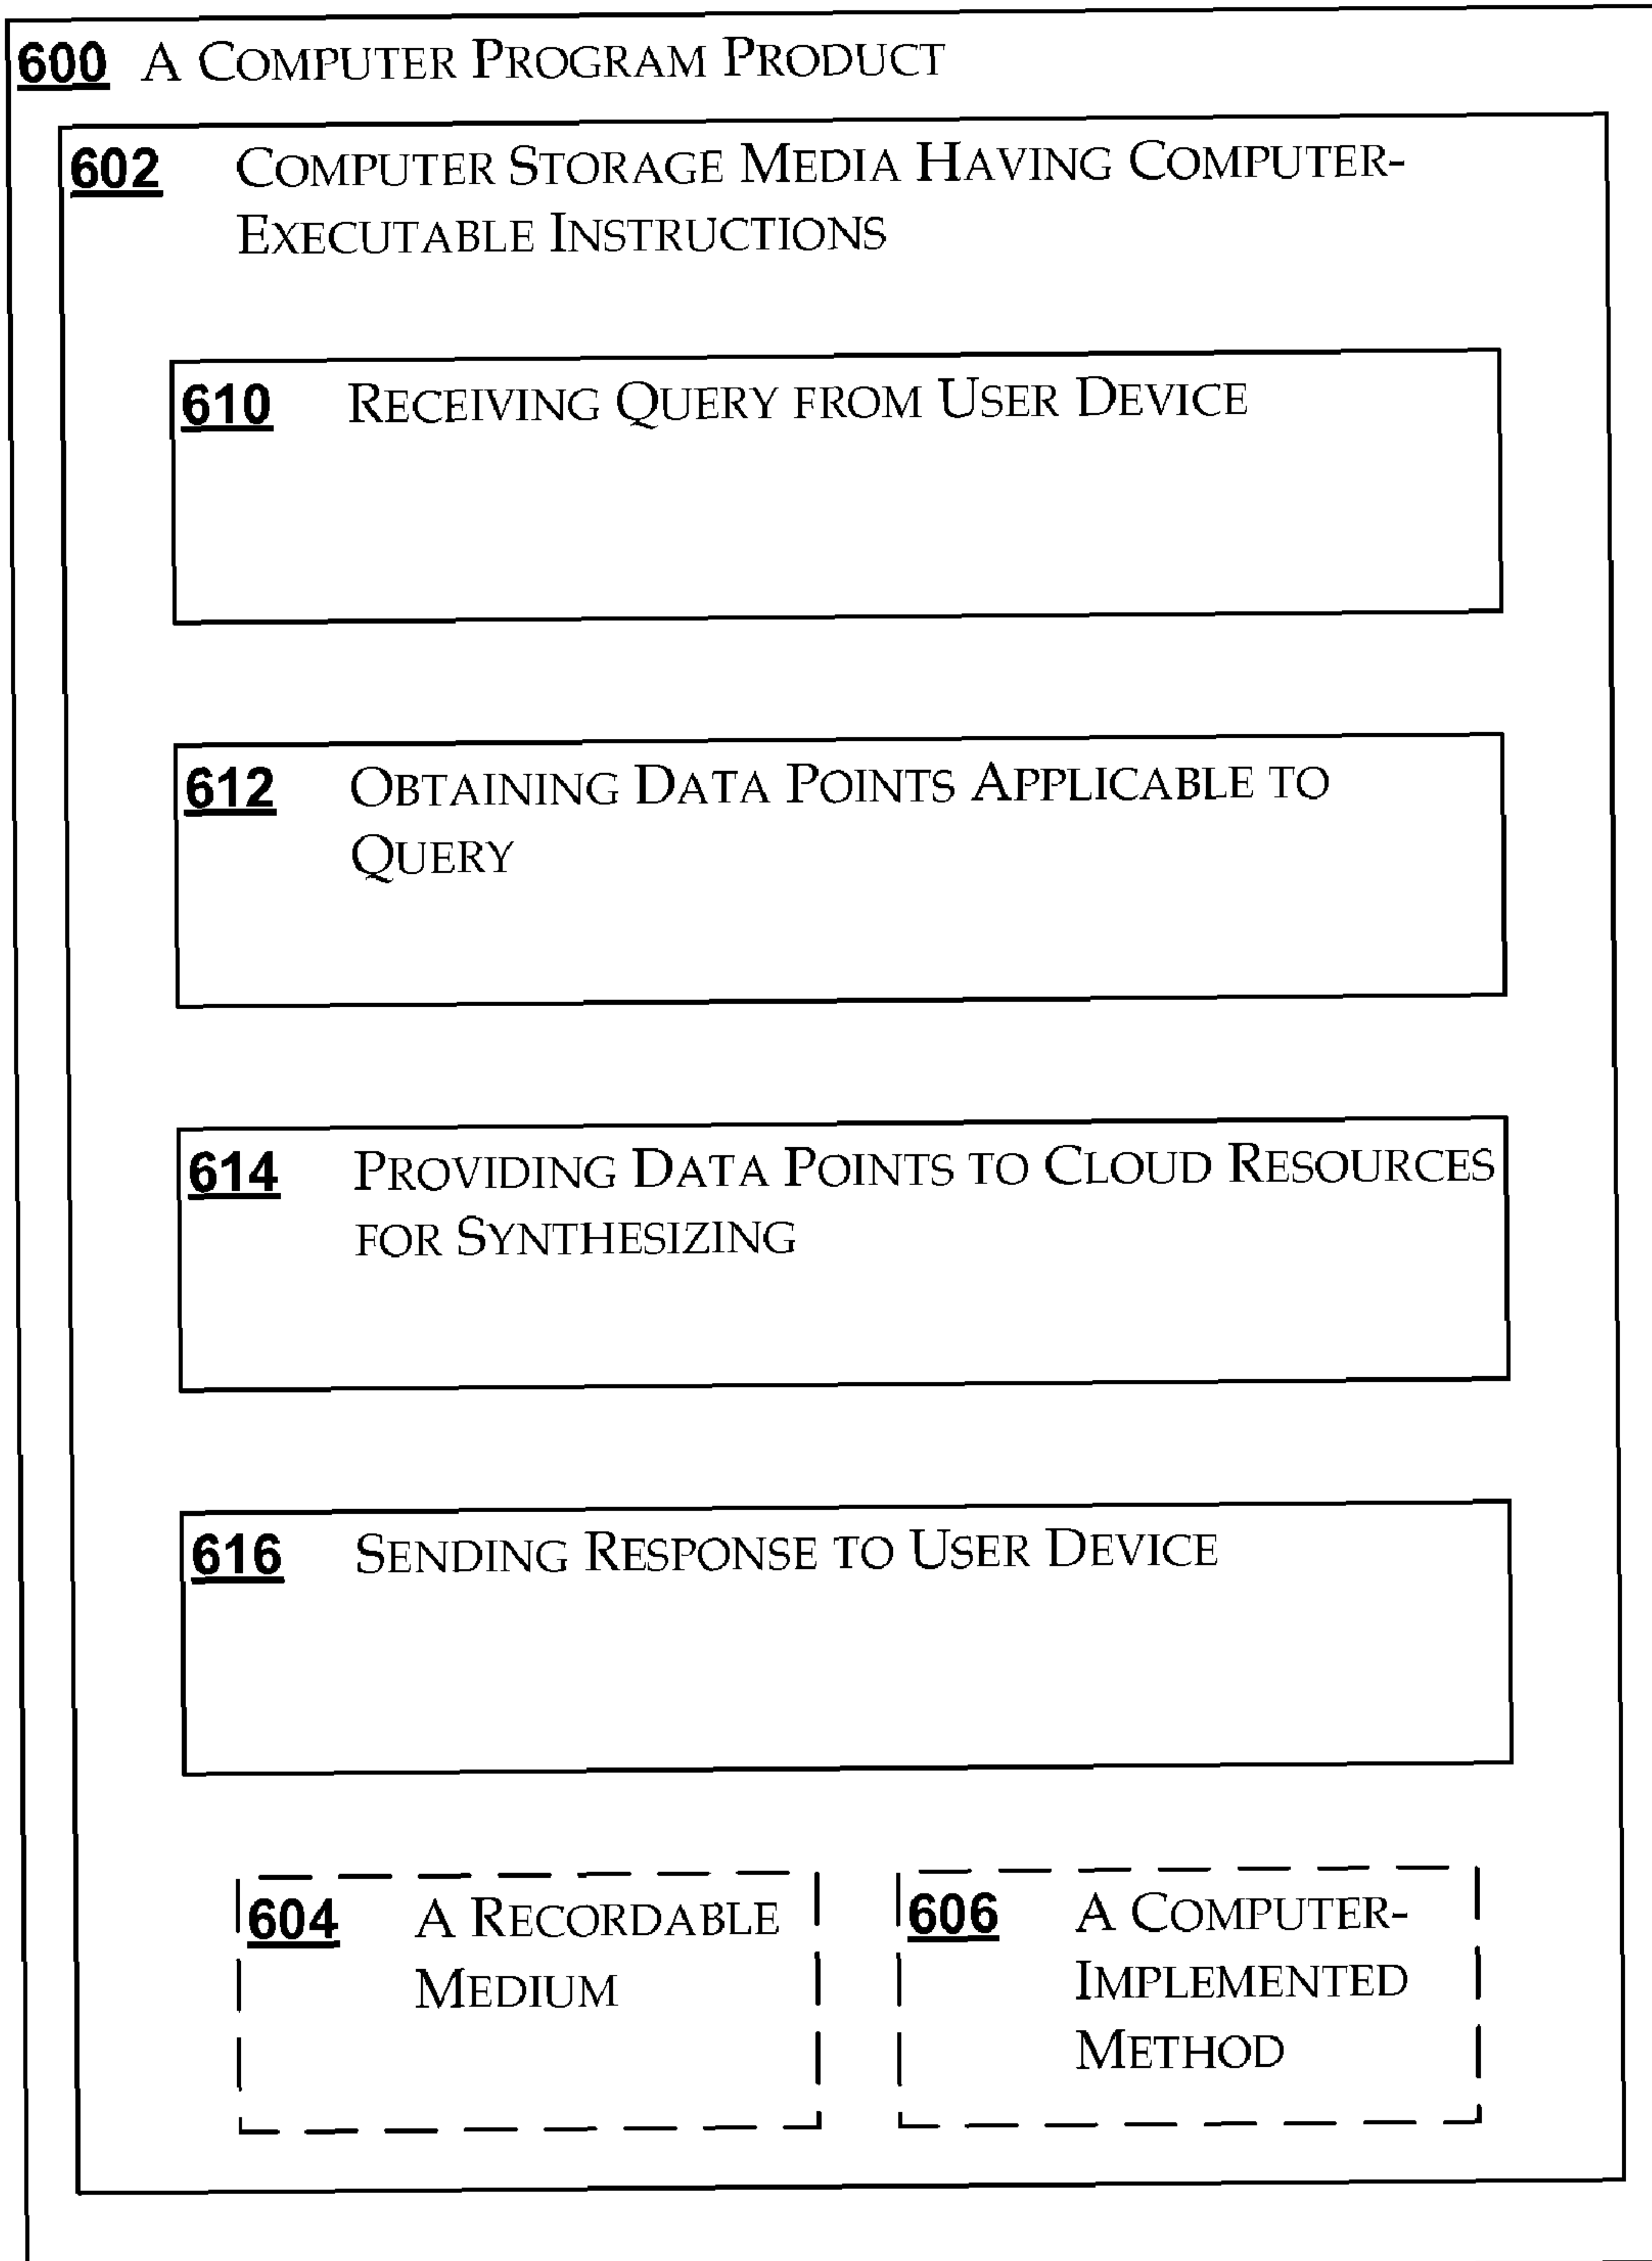 600 A COMPUTER PROGRAM PRODUCT
602 COMPUTER STORAGE MEDIA HAVING COMPUTER-
EXECUTABLE INSTRUCTIONS
610 RECEIVING QUERY FROM USER DEVICE
612 OBTAINING DATA POINTS APPLICABLE TO
QUERY
614 PROVIDING DATA POINTS TO CLOUD RESOURCES
FOR SYNTHESIZING
616 SENDING RESPONSE TO USER DEVICE
604 A RECORDABLE
MEDIUM
606 A COMPUTER-
IMPLEMENTED
METHOD